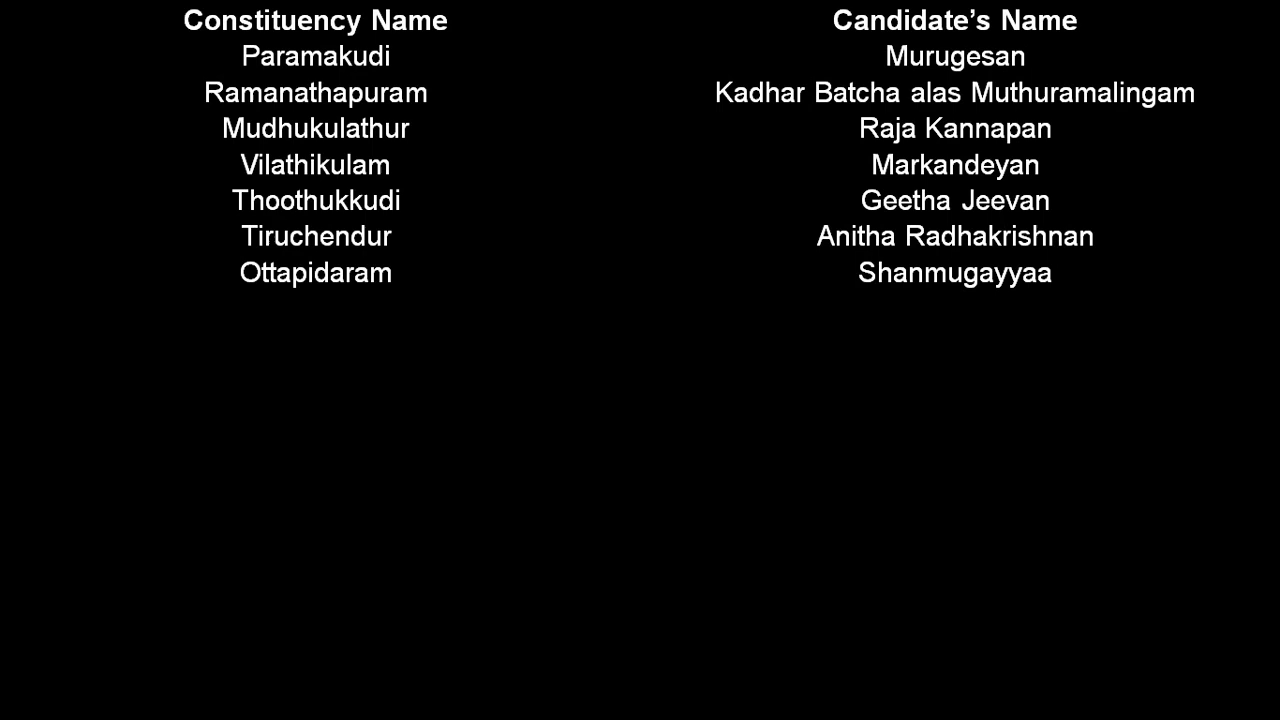 Constituency Name Candidate’s Name
Paramakudi Murugesan
Ramanathapuram Kadhar Batcha alas Muthuramalingam
Mudhukulathur Raja Kannapan
Vilathikulam Markandeyan
Thoothukkudi Geetha Jeevan
Tiruchendur Anitha Radhakrishnan
Ottapidaram Shanmugayyaa